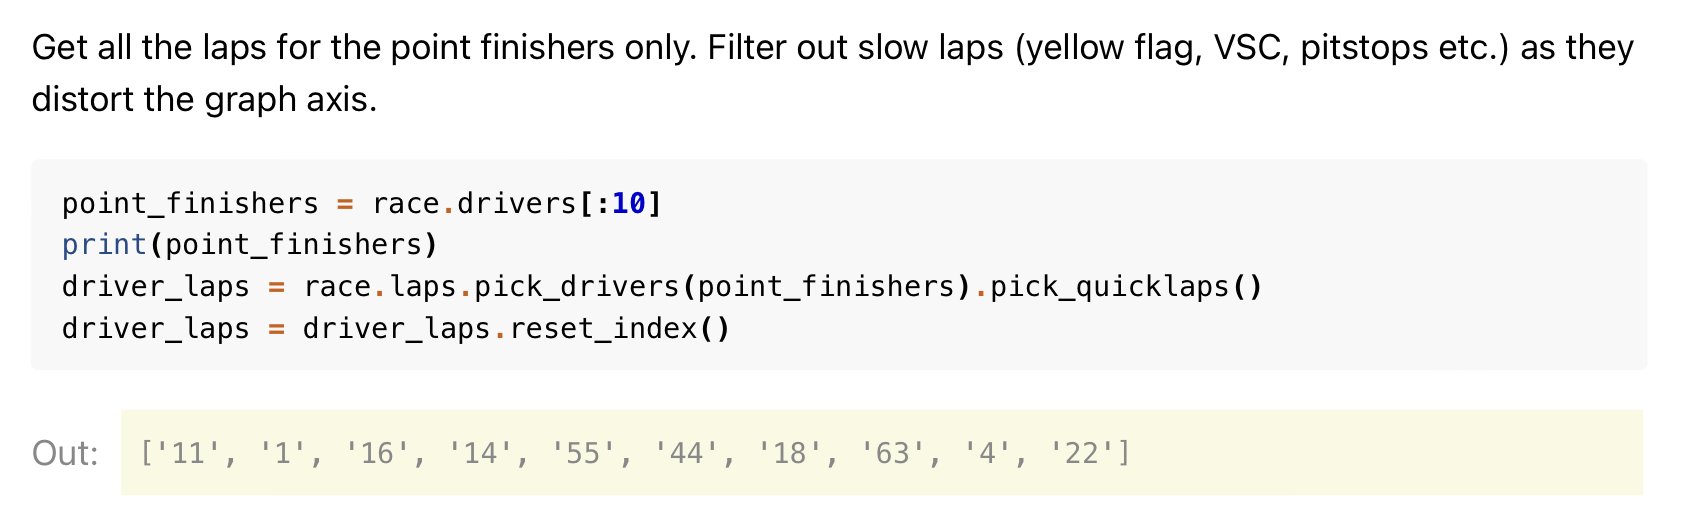 Get all the laps for the point finishers only. Filter out slow laps (yellow flag, VSC, pitstops etc.) as they
distort the graph axis.
point_finishers = race.drivers[:10]
print(point_finishers)
driver_laps = race.laps.pick_drivers(point_finishers).pick_quicklaps()
driver_laps = driver_laps.reset_index()
Out: ['11', '1', '16', '14', '55', '44', '18', '63', '4', '22']